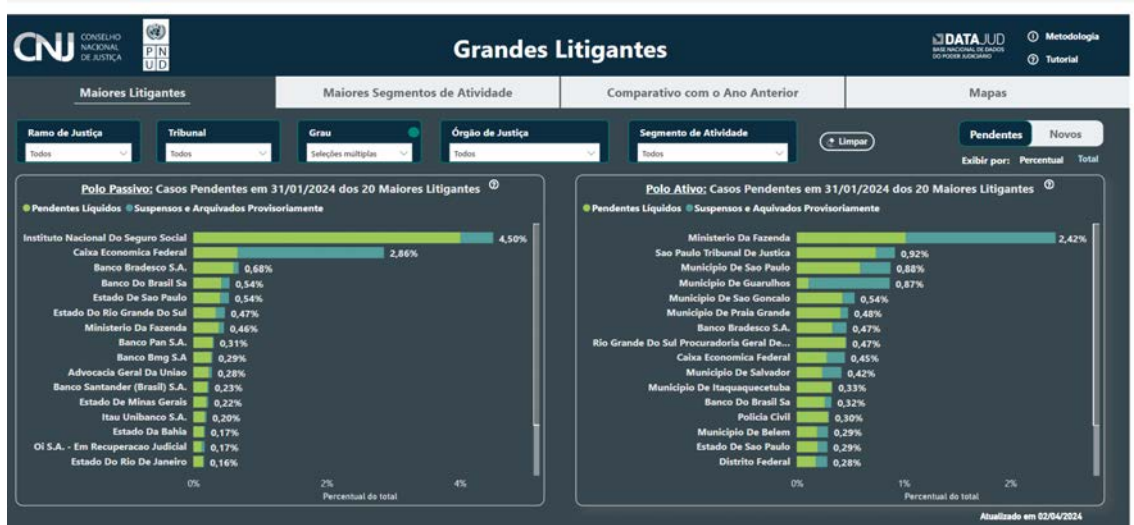 CNJ CONSELHO NACIONAL DE JUSTIÇA
PNUD
Grandes Litigantes
DATAJUD
BASE NACIONAL DE DADOS DO PODER JUDICIÁRIO
Metodologia
Tutorial
Maiores Litigantes
Maiores Segmentos de Atividade
Comparativo com o Ano Anterior
Mapas
Ramo de Justiça
Todos
Tribunal
Todos
Grau
Seleções múltiplas
Órgão de Justiça
Todos
Segmento de Atividade
Todos
Limpar
Pendentes
Novos
Exibir por: Percentual Total
Polo Passivo: Casos Pendentes em 31/01/2024 dos 20 Maiores Litigantes
Pendentes Líquidos Suspensos e Arquivados Provisoriamente
Instituto Nacional Do Seguro Social 4,50%
Caixa Economica Federal 2,86%
Banco Bradesco S.A. 0,68%
Banco Do Brasil Sa 0,54%
Estado De Sao Paulo 0,54%
Estado Do Rio Grande Do Sul 0,47%
Ministerio Da Fazenda 0,46%
Banco Pan S.A. 0,31%
Banco Bmg S.A 0,29%
Advocacia Geral Da Uniao 0,28%
Banco Santander (Brasil) S.A. 0,23%
Estado De Minas Gerais 0,22%
Itau Unibanco S.A. 0,20%
Estado Da Bahia 0,17%
Oi S.A. - Em Recuperacao Judicial 0,17%
Estado Do Rio De Janeiro 0,16%
0% 2% 4%
Percentual do total
Polo Ativo: Casos Pendentes em 31/01/2024 dos 20 Maiores Litigantes
Pendentes Líquidos Suspensos e Aquivados Provisoriamente
Ministerio Da Fazenda 2,42%
Sao Paulo Tribunal De Justica 0,92%
Municipio De Sao Paulo 0,88%
Municipio De Guarulhos 0,87%
Municipio De Sao Goncalo 0,54%
Municipio De Praia Grande 0,48%
Banco Bradesco S.A. 0,47%
Rio Grande Do Sul Procuradoria Geral De... 0,47%
Caixa Economica Federal 0,45%
Municipio De Salvador 0,42%
Municipio De Itaquaquecetuba 0,33%
Banco Do Brasil Sa 0,32%
Policia Civil 0,30%
Municipio De Belem 0,29%
Estado De Sao Paulo 0,29%
Distrito Federal 0,28%
0% 1% 2%
Percentual do total
Atualizado em 02/04/2024